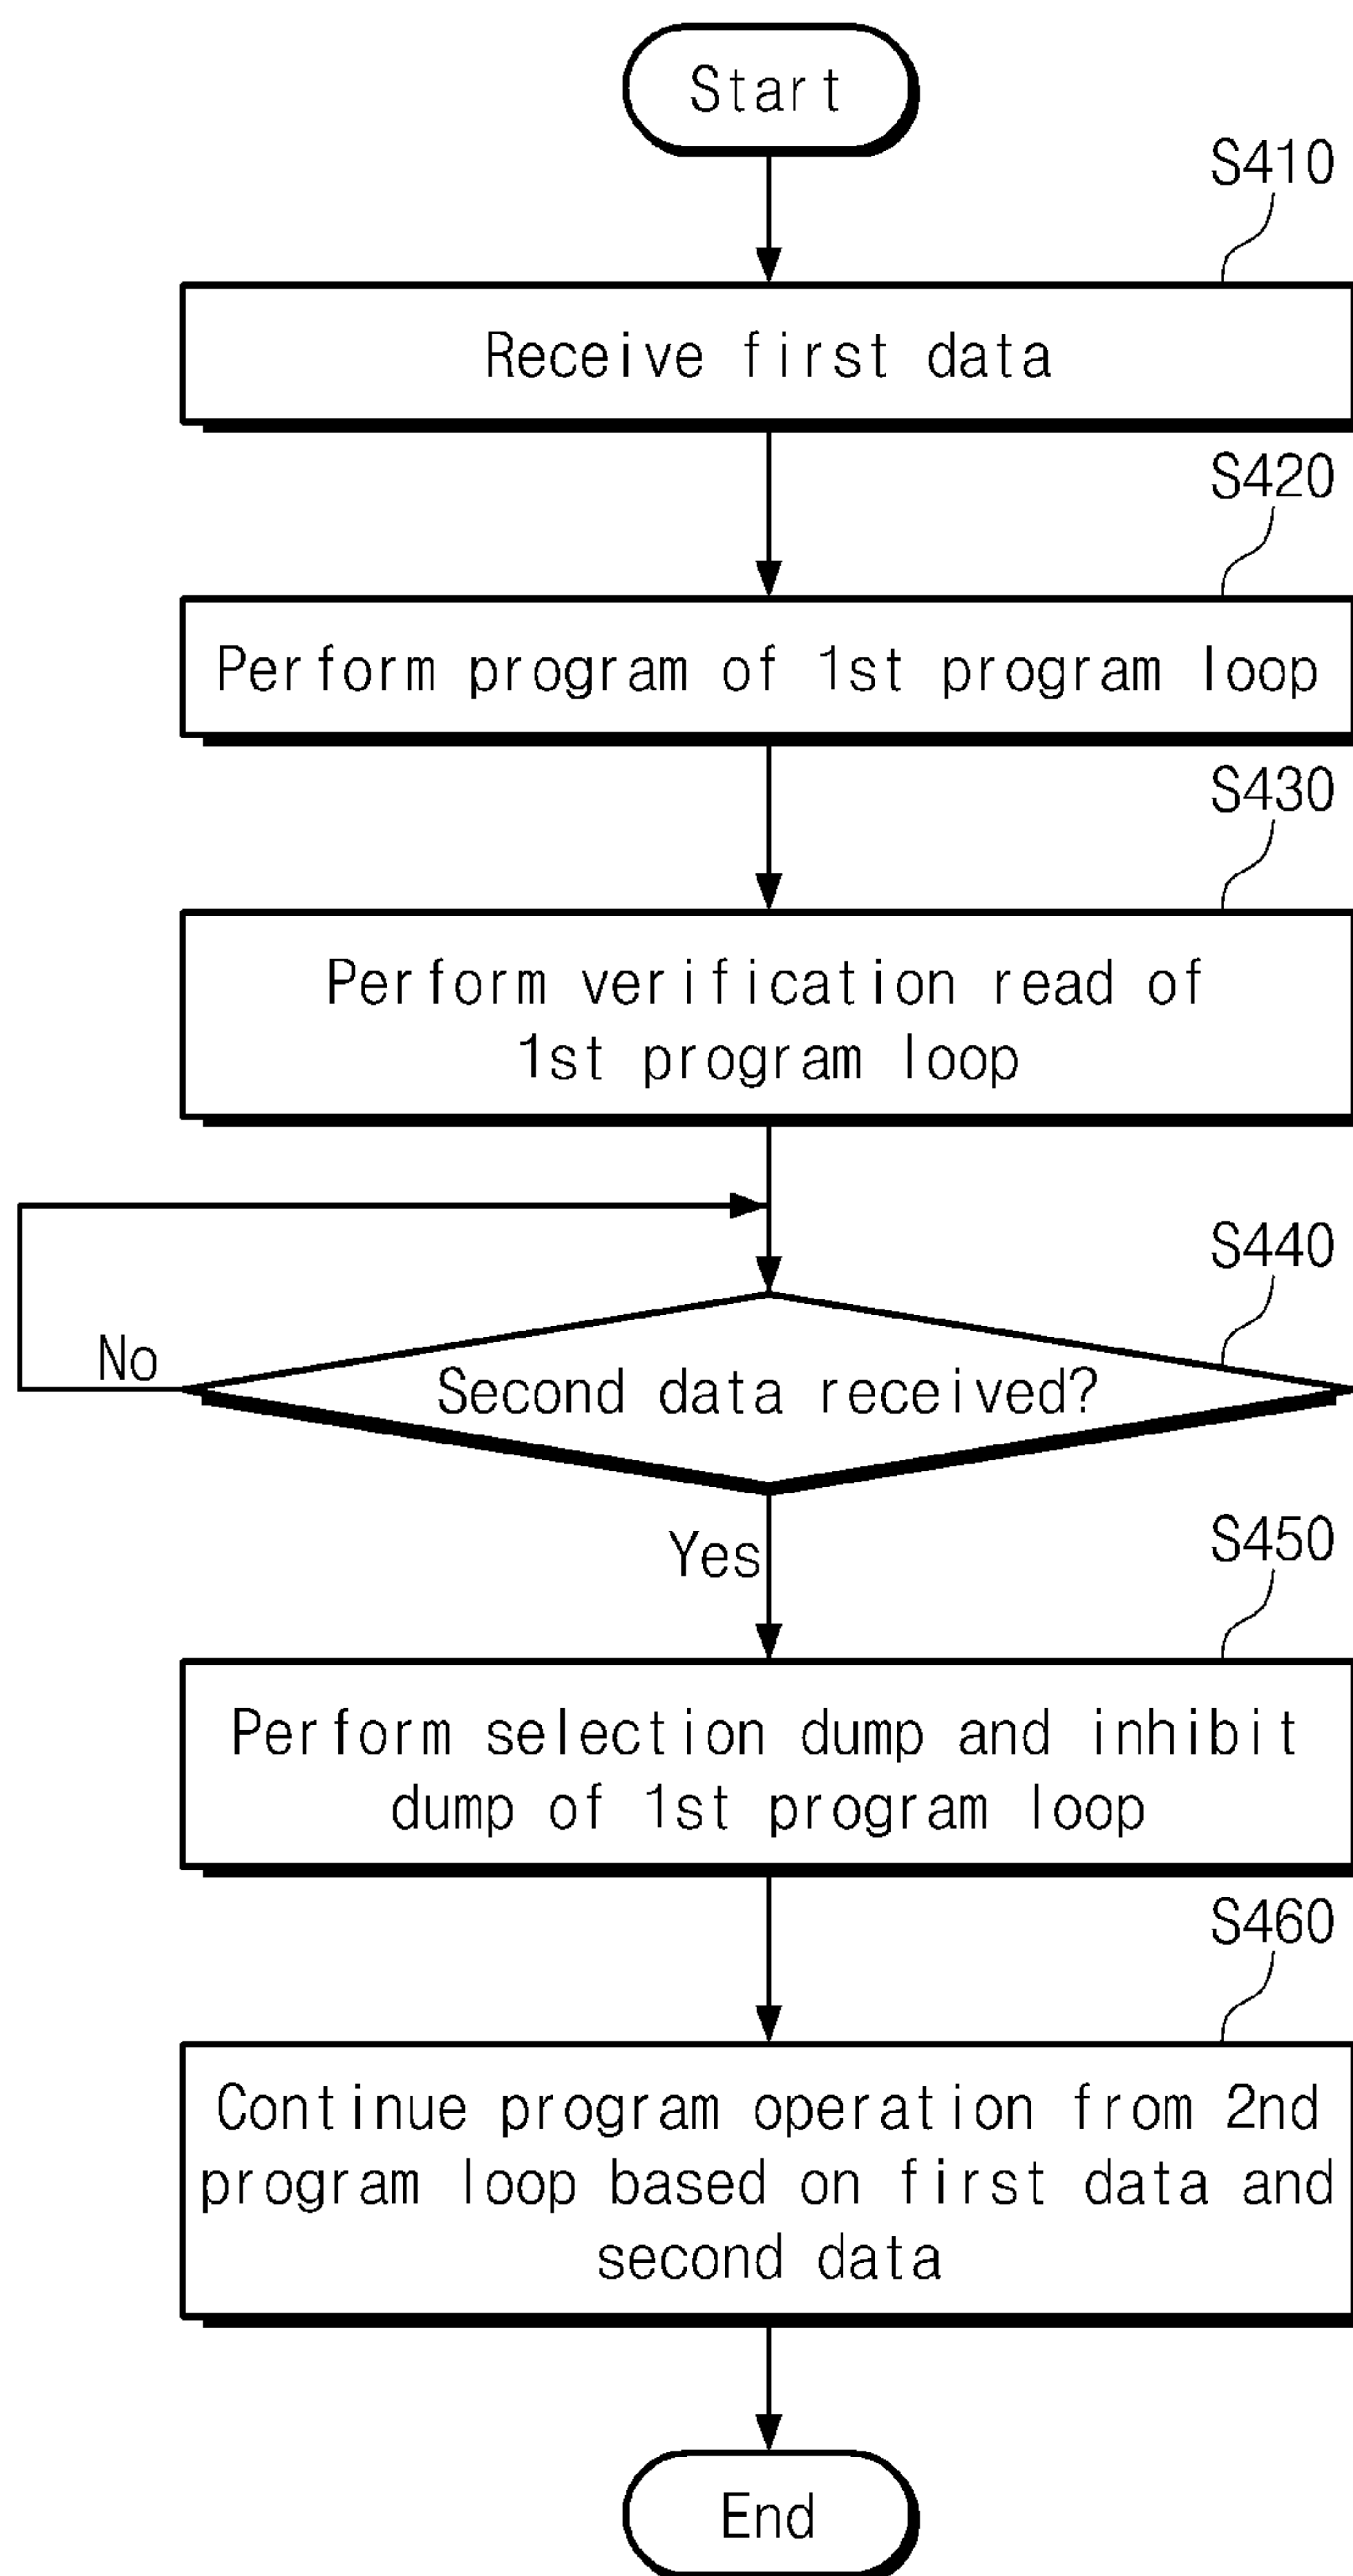 Start
S410
Receive first data
S420
Perform program of 1st program loop
S430
Perform verification read of
1st program loop
S440
No
Second data received?
Yes
S450
Perform selection dump and inhibit
dump of 1st program loop
S460
Continue program operation from 2nd
program loop based on first data and
second data
End